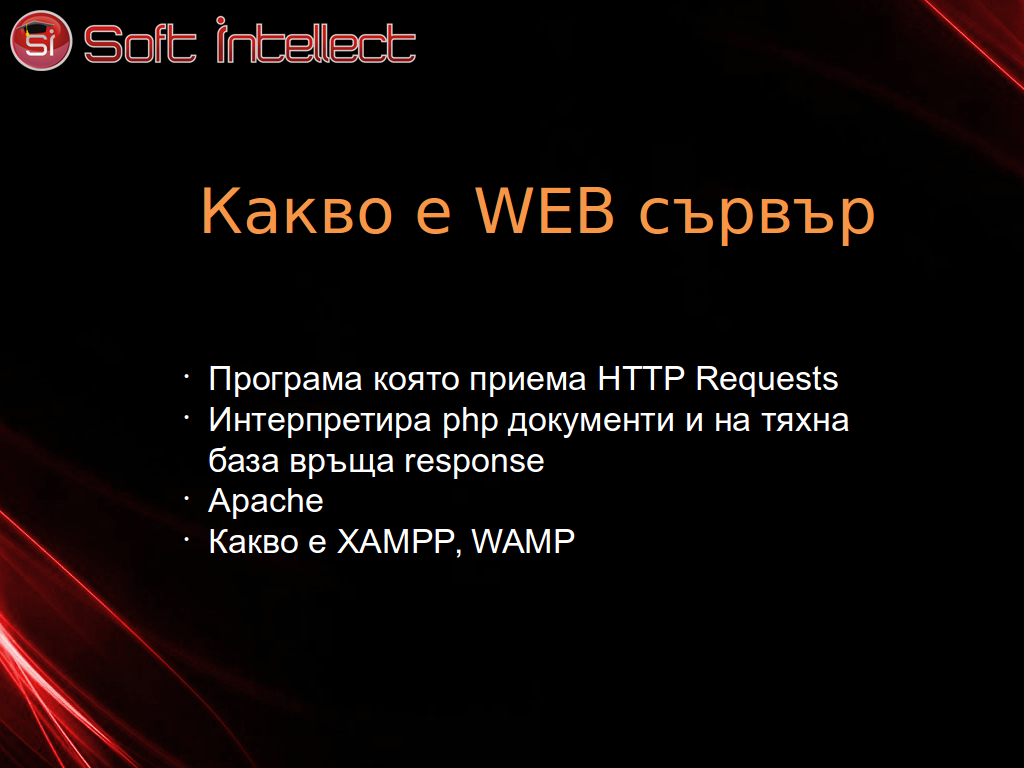 Si Soft Intellect
Какво е WEB сървър
· Програма която приема HTTP Requests
· Интерпретира php документи и на тяхна
база връща response
· Apache
· Какво е XAMPP, WAMP